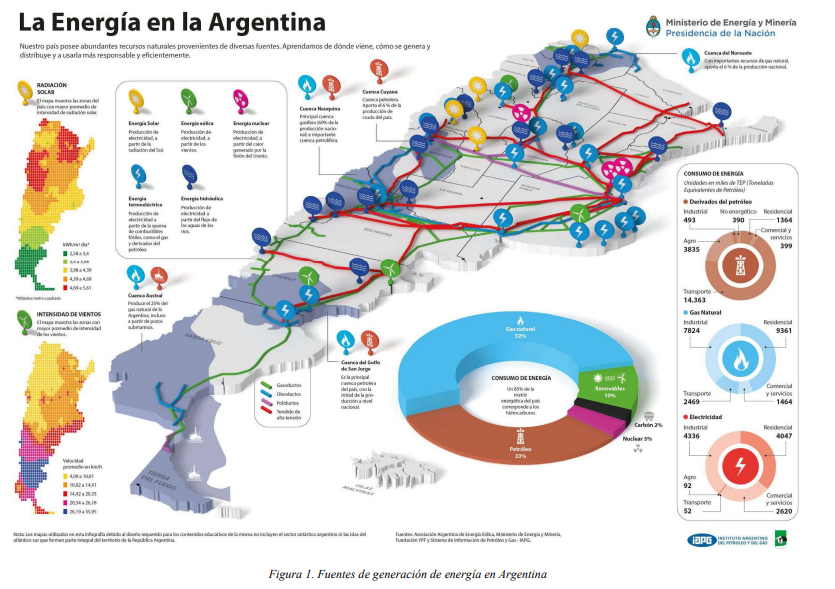 La Energía en la Argentina
Nuestro país posee abundantes recursos naturales provenientes de diversas fuentes. Aprendamos de dónde viene, cómo se genera y
distribuye y a usarla más responsable y eficientemente.
Ministerio de Energía y Minería
Presidencia de la Nación
Cuenca del Noroeste
Con importantes recursos de gas natural,
aporta el 6 % de la producción nacional.
RADIACIÓN
SOLAR
El mapa muestra las zonas del
país con mayor promedio de
intensidad de radiación solar.
kWh/m/ día*
2,58 a 3,4
3,98 a 4,39
4,39 a 4,69
4,69 a 5,61
INTENSIDAD DE VIENTOS
El mapa muestra las zonas con
mayor promedio de intensidad
de los vientos.
Velocidad
promedio en km/h
4,09 a 10,01
10,02 a 14,41
14,42 a 20,33
20,34 a 26,18
26,19 a 35,95
Energía Solar
Producción de
electricidad, a
partir de la
radiación del Sol.
Energía eólica
Producción de
electricidad, a
partir de los
vientos.
Energía nuclear
Producción de
electricidad, a
partir del calor
generado por la
fisión del Uranio.
Energía
termoeléctrica
Producción de
electricidad a
partir de la quema
de combustibles
fósiles, como el gas
y derivados del
petróleo.
Energía hidráulica
Producción de
electricidad a
partir del flujo de
las aguas de los
ríos.
Cuenca Neuquina
Principal cuenca
gasífera (60% de la
producción nacio-
nal) e importante
cuenca petrolífera.
Cuenca Cuyana
Cuenca petrolera.
Aporta el 6 % de la
producción de
crudo del país.
Cuenca Austral
Produce el 25% del
gas natural de la
Argentina, incluso
a partir de pozos
submarinos.
Cuenca del Golfo
de San Jorge
Es la principal
cuenca petrolera
del país, con la
mitad de la pro-
ducción a nivel
nacional.
SANTA CRUZ
TIERRA
DEL FUEGO
ISLAS
MALVINAS
Gasoductos
Oleoductos
Poliductos
Tendido de
alta tensión
Gas natural
52%
Renovables
10%
Carbón 2%
Nuclear 3%
Petróleo
33%
CONSUMO DE ENERGÍA
Un 85% de la
matriz
energética del país
corresponde a los
hidrocarburos
CONSUMO DE ENERGÍA
Unidades en miles de TEP (Toneladas
Equivalentes de Petróleo)
Derivados del petróleo
Industrial
493
No energético
390
Residencial
1364
Comercial y
servicios
399
Agro
3835
Transporte
14.363
Gas Natural
Industrial
7824
Residencial
9361
Transporte
2469
Comercial
y servicios
1464
Electricidad
Industrial
4336
Residencial
4047
Agro
92
Transporte
52
Comercial
y servicios
2620
Nota: Los mapas utilizados en esta infografía debido al diseño requerido para los contenidos educativos de la misma no incluyen el sector antártico argentino ni las islas del
atlántico sur que forman parte integral del territorio de la República Argentina.
Fuentes: Asociación Argentina de Energía Eólica, Ministerio de Energía y Minería,
Fundación YPF y Sistema de Información de Petróleo y Gas - IAPG.
iAPG
INSTITUTO ARGENTINO
DEL PETROLEO Y DEL GAS
Figura 1. Fuentes de generación de energía en Argentina